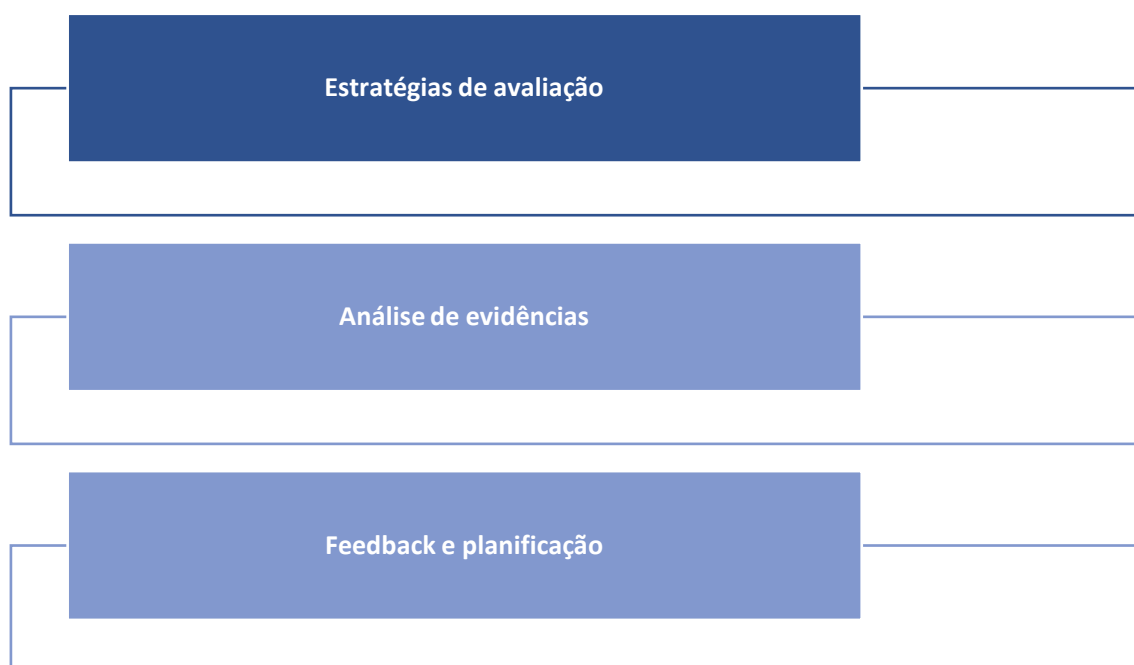 Estratégias de avaliação
Análise de evidências
Feedback e planificação